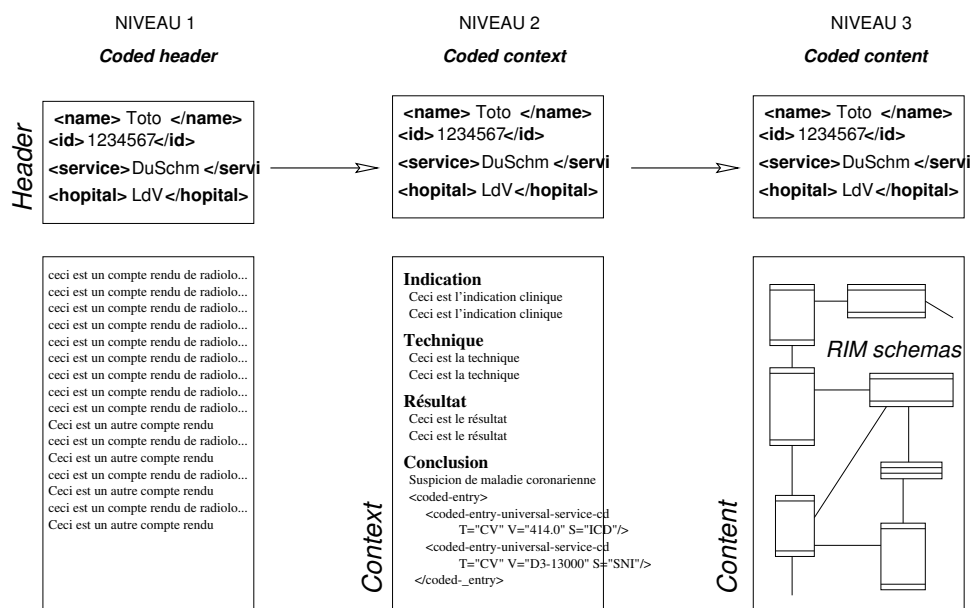 NIVEAU 1
Coded header
NIVEAU 2
Coded context
NIVEAU 3
Coded content
Header
<name> Toto </name>
<id> 1234567</id>
<service> DuSchm </servi
<hopital> LdV</hopital>
<name> Toto </name>
<id> 1234567</id>
<service> DuSchm </servi
<hopital> LdV</hopital>
<name> Toto </name>
<id> 1234567</id>
<service> DuSchm </servi
<hopital> LdV</hopital>
ceci est un compte rendu de radiolo...
ceci est un compte rendu de radiolo...
ceci est un compte rendu de radiolo...
ceci est un compte rendu de radiolo...
ceci est un compte rendu de radiolo...
ceci est un compte rendu de radiolo...
ceci est un compte rendu de radiolo...
ceci est un compte rendu de radiolo...
ceci est un compte rendu de radiolo...
Ceci est un autre compte rendu
ceci est un compte rendu de radiolo...
Ceci est un autre compte rendu
ceci est un compte rendu de radiolo...
Ceci est un autre compte rendu
ceci est un compte rendu de radiolo...
Ceci est un autre compte rendu
Context
Indication
Ceci est l'indication clinique
Ceci est l'indication clinique
Technique
Ceci est la technique
Ceci est la technique
Résultat
Ceci est le résultat
Ceci est le résultat
Conclusion
Suspicion de maladie coronarienne
<coded-entry>
<coded-entry-universal-service-cd
T="CV" V="414.0" S="ICD"/>
<coded-entry-universal-service-cd
T="CV" V="D3-13000" S="SNI"/>
</coded-_entry>
Content
RIM schemas